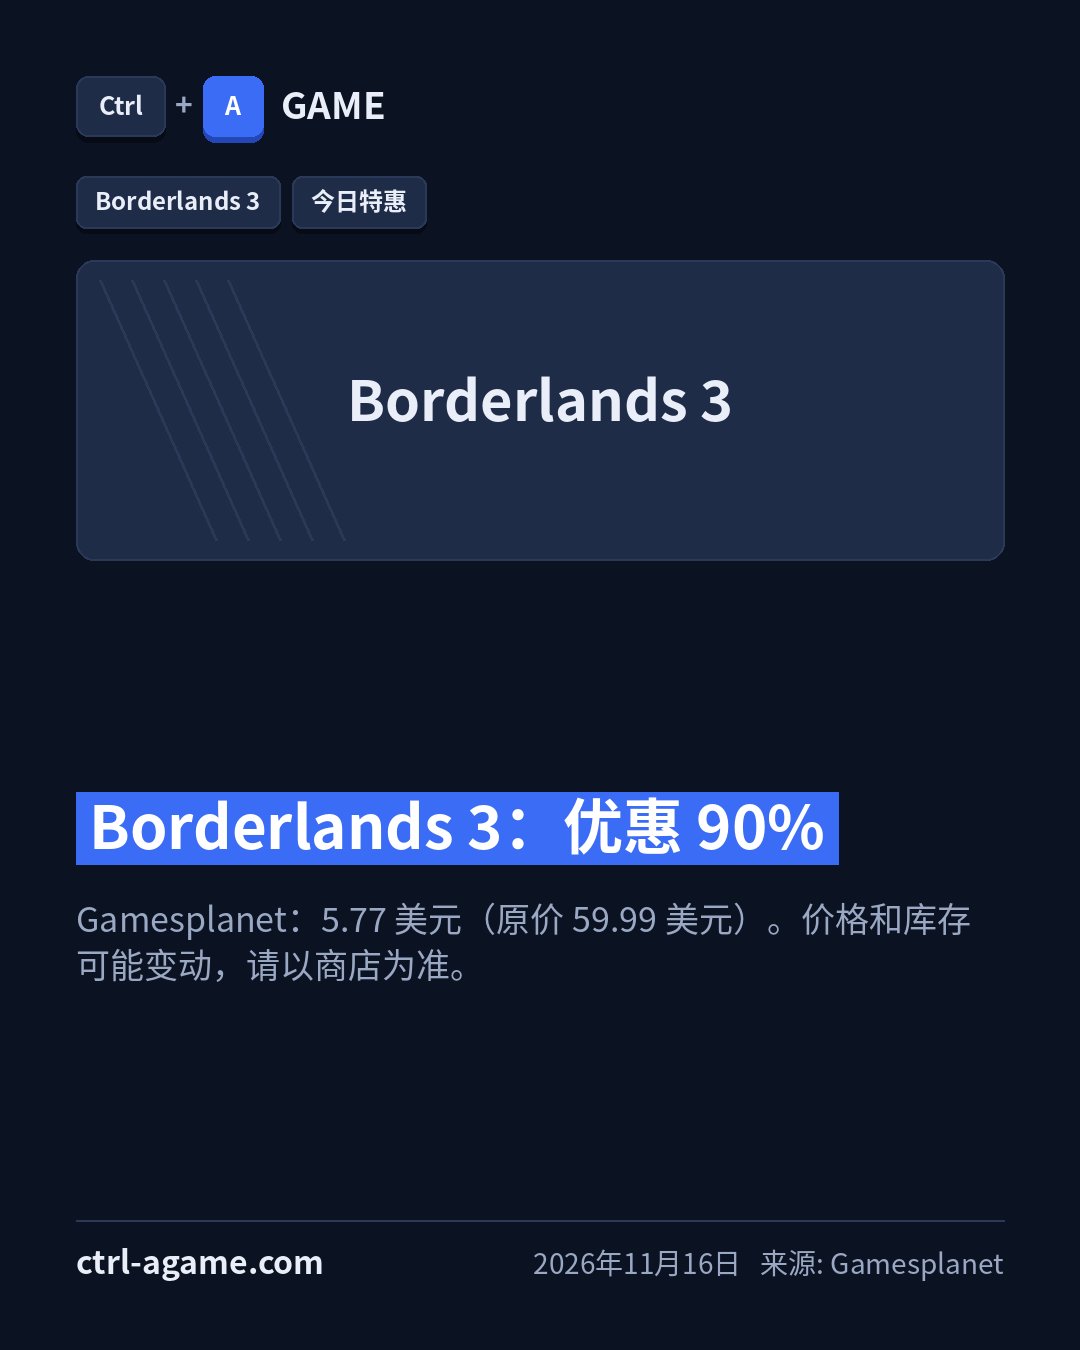 Ctrl + A GAME
Borderlands 3 今日特惠
Borderlands 3
Borderlands 3：优惠 90%
Gamesplanet：5.77 美元（原价 59.99 美元）。价格和库存
可能变动，请以商店为准。
ctrl-agame.com 2026年11月16日 来源: Gamesplanet